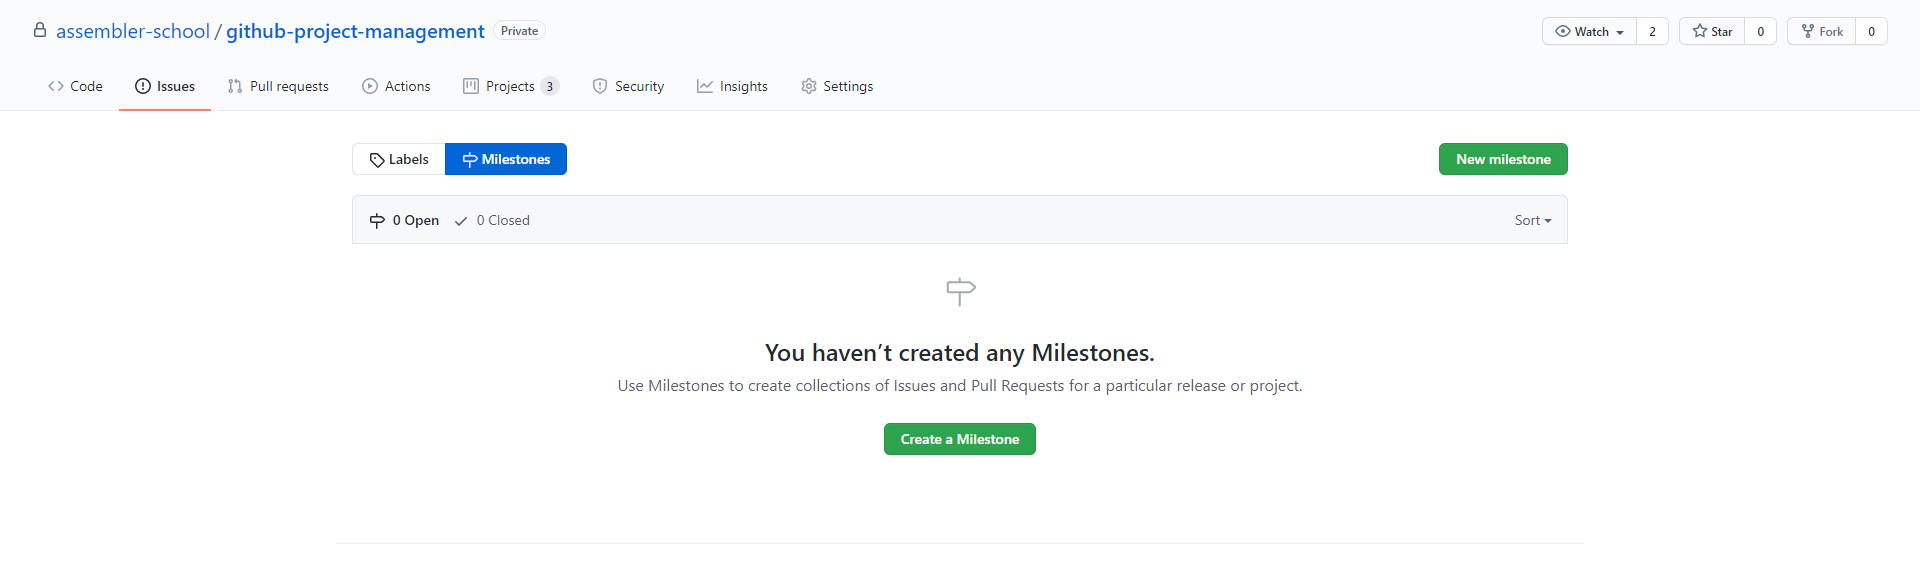 assembler-school / github-project-management Private Watch 2 Star 0 Fork 0
Code Issues Pull requests Actions Projects 3 Security Insights Settings
Labels Milestones New milestone
0 Open 0 Closed Sort
You haven’t created any Milestones.
Use Milestones to create collections of Issues and Pull Requests for a particular release or project.
Create a Milestone